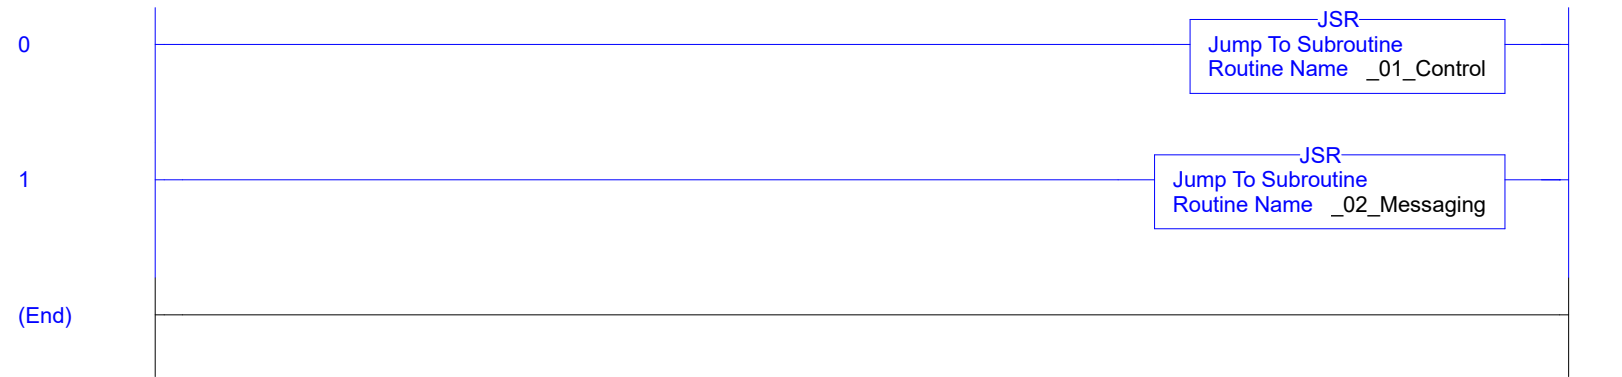 0
JSR
Jump To Subroutine
Routine Name _01_Control
1
JSR
Jump To Subroutine
Routine Name _02_Messaging
(End)